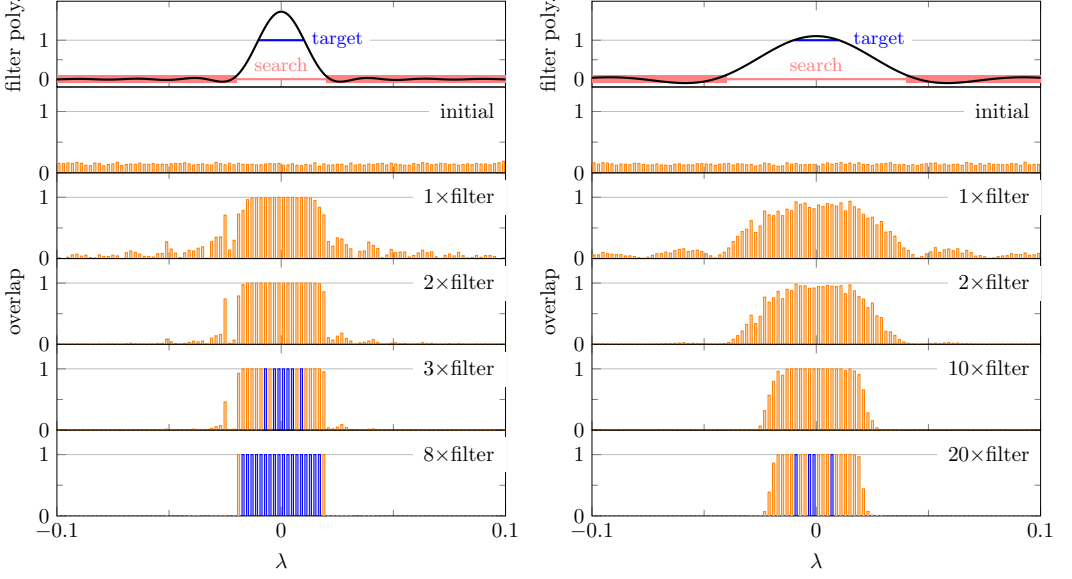 filter poly.
1
0
target
search
initial
1
0
1×filter
1
0
2×filter
1
0
3×filter
1
0
8×filter
1
0
overlap
−0.1
0
0.1
λ
filter poly.
1
0
target
search
initial
1
0
1×filter
1
0
2×filter
1
0
10×filter
1
0
20×filter
1
0
overlap
−0.1
0
0.1
λ